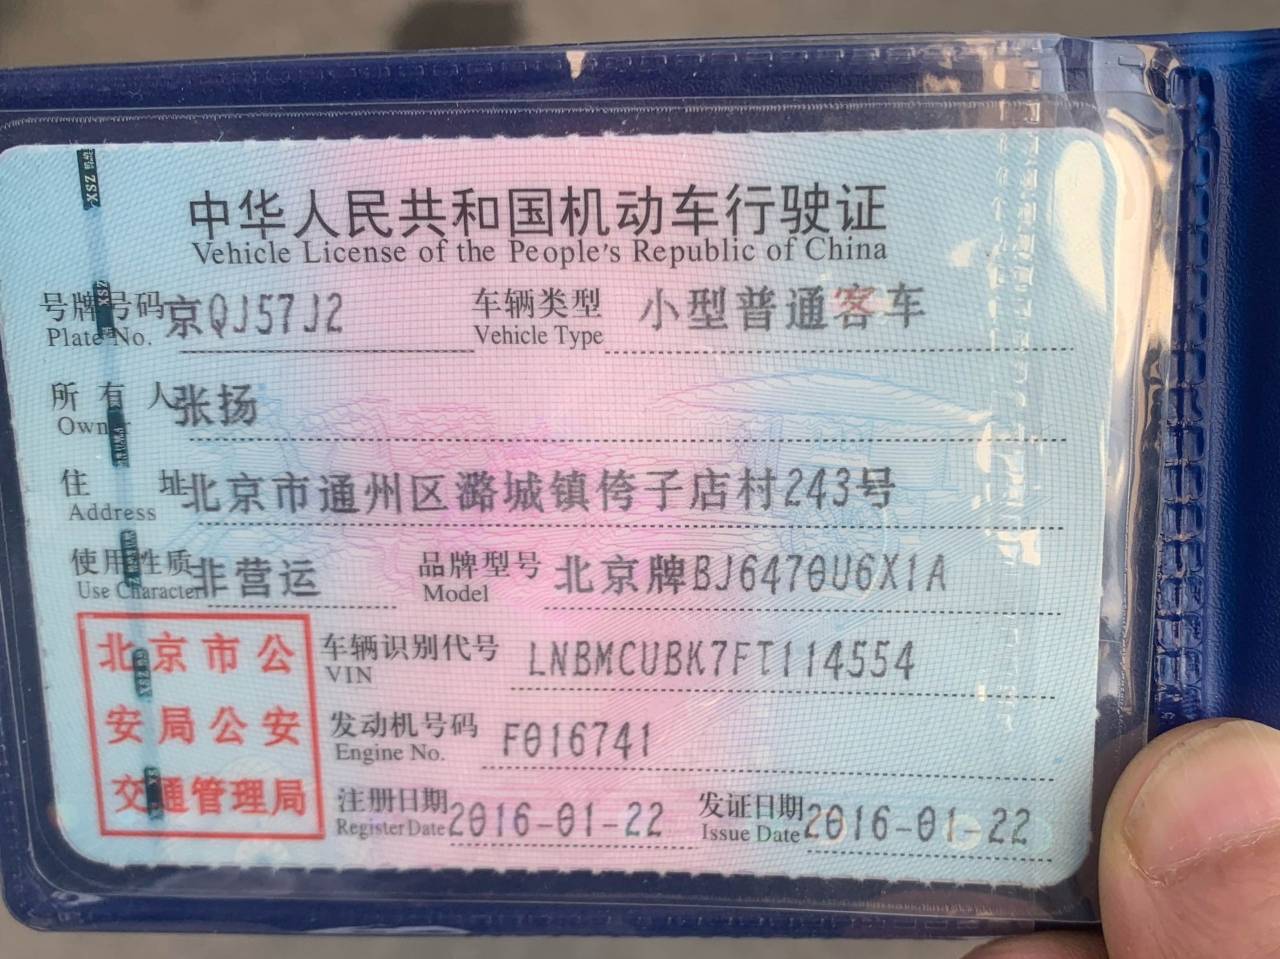 中华人民共和国机动车行驶证
Vehicle License of the People's Republic of China
号牌号码 京QJ57J2 车辆类型 小型普通客车
Plate No. Vehicle Type
所有人 张扬
Owner
住址 北京市通州区潞城镇侉子店村243号
Address
使用性质 非营运 品牌型号 北京牌BJ6470U6X1A
Use Character Model
北京市公 车辆识别代号 LNBMCUBK7FT114554
VIN
安局公安 发动机号码 F016741
Engine No.
交通管理局 注册日期 2016-01-22 发证日期 2016-01-22
Register Date Issue Date